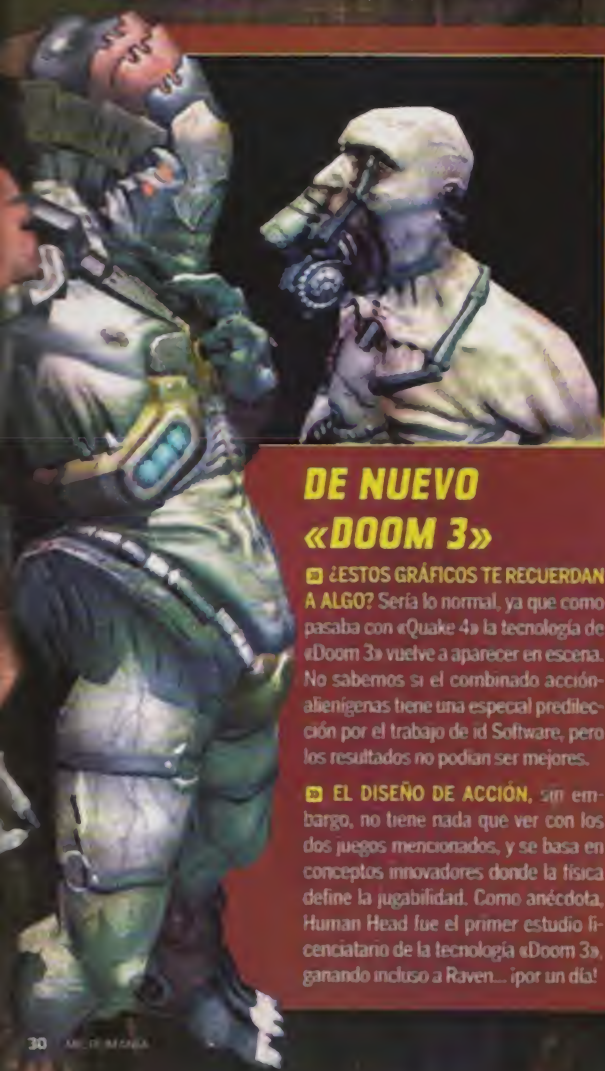 DE NUEVO
«DOOM 3»
¿ESTOS GRÁFICOS TE RECUERDAN
A ALGO? Sería lo normal, ya que como
pasaba con «Quake 4» la tecnología de
«Doom 3» vuelve a aparecer en escena.
No sabemos si el combinado acción-
alienígenas tiene una especial predilec-
ción por el trabajo de id Software, pero
los resultados no podían ser mejores.
EL DISEÑO DE ACCIÓN, sin em-
bargo, no tiene nada que ver con los
dos juegos mencionados, y se basa en
conceptos innovadores donde la física
define la jugabilidad. Como anécdota,
Human Head fue el primer estudio li-
cenciatario de la tecnología «Doom 3»,
ganando incluso a Raven... ¡por un día!
30 MICROMANÍA